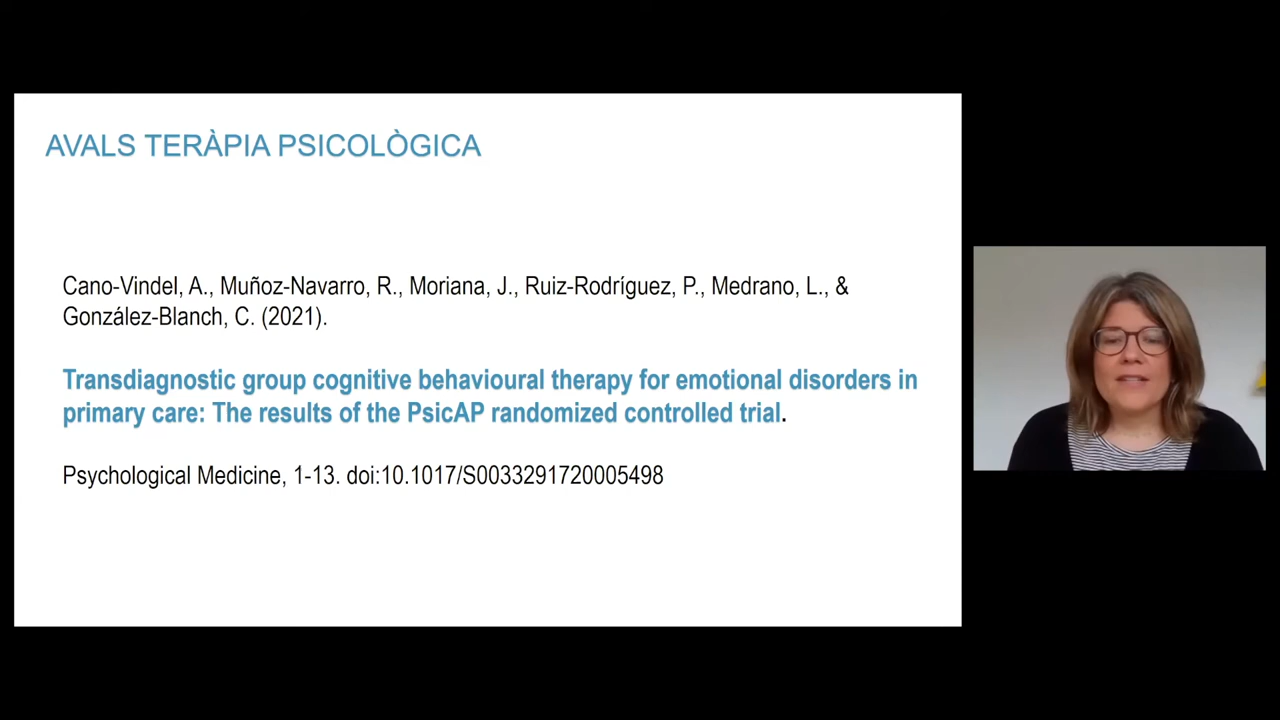 AVALS TERÀPIA PSICOLÒGICA
Cano-Vindel, A., Muñoz-Navarro, R., Moriana, J., Ruiz-Rodríguez, P., Medrano, L., &
González-Blanch, C. (2021).
Transdiagnostic group cognitive behavioural therapy for emotional disorders in
primary care: The results of the PsicAP randomized controlled trial.
Psychological Medicine, 1-13. doi:10.1017/S0033291720005498